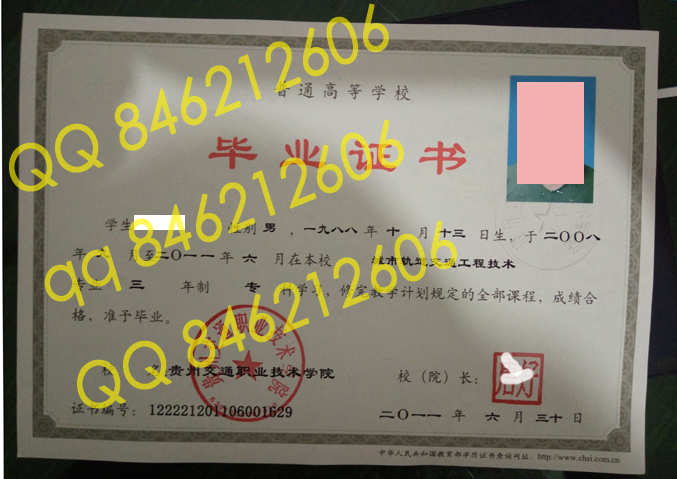 普通高等学校
毕业证书
学生 性别 男 ，一九八八 年 十 月 十三 日生，于 二〇〇八
年 月至 二〇一一 年 六 月在本校 城市轨道交通工程技术
专业 三 年制 专 科学习，修完教学计划规定的全部课程，成绩合
格，准予毕业。
校 名：贵州交通职业技术学院
校（院）长：
证书编号：122221201106001629
二〇一一 年 六 月 三十 日
中华人民共和国教育部学历证书查询网址：http://www.chsi.com.cn
QQ 846212606
qq 846212606
QQ 846212606